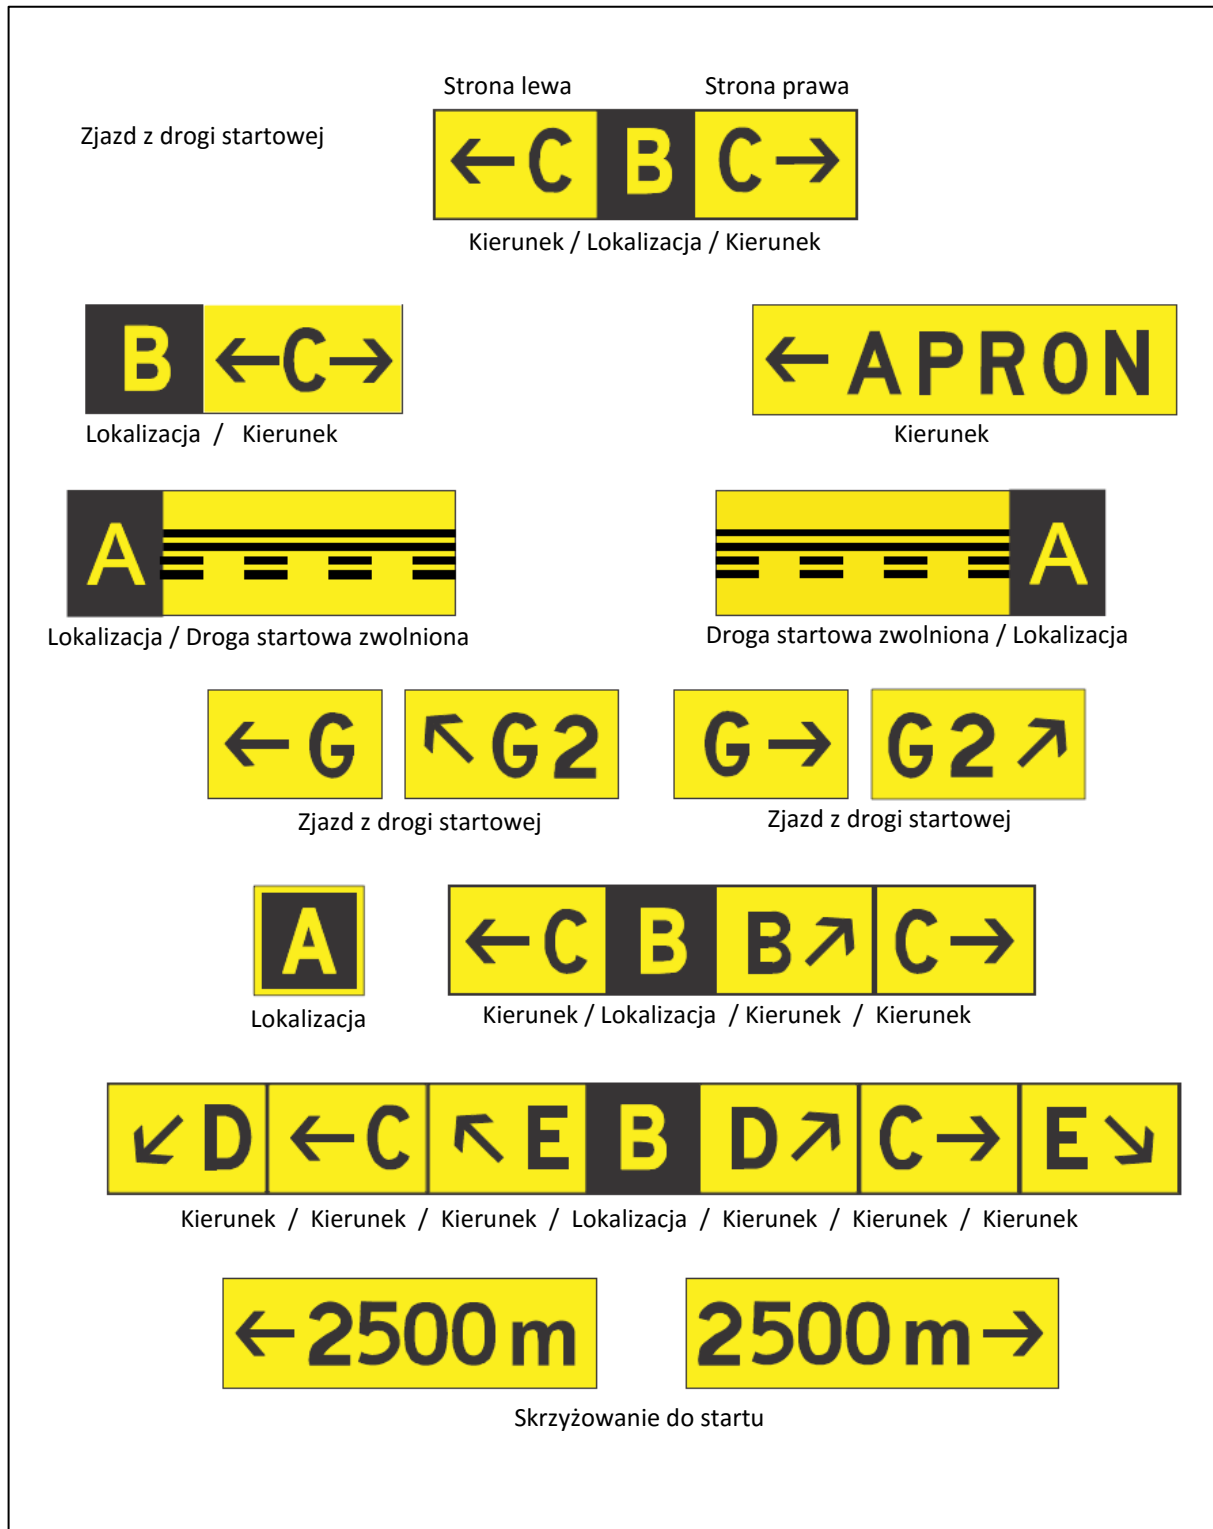 Strona lewa Strona prawa
Zjazd z drogi startowej
←C B C→
Kierunek / Lokalizacja / Kierunek
B ←C→
←APRON
Lokalizacja / Kierunek
Kierunek
A
A
Lokalizacja / Droga startowa zwolniona
Droga startowa zwolniona / Lokalizacja
←G ↖G2 G→ G2↗
Zjazd z drogi startowej
Zjazd z drogi startowej
A
←C B B↗ C→
Lokalizacja
Kierunek / Lokalizacja / Kierunek / Kierunek
↙D ←C ↖E B D↗ C→ E↘
Kierunek / Kierunek / Kierunek / Lokalizacja / Kierunek / Kierunek / Kierunek
←2500m 2500m→
Skrzyżowanie do startu